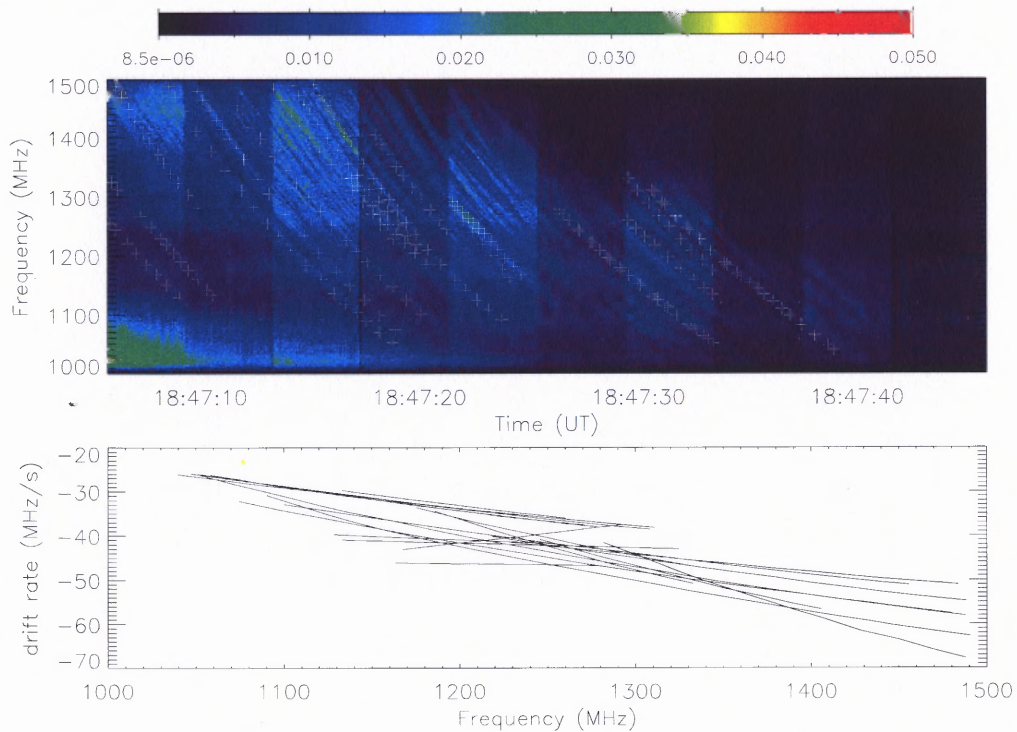 8.5e-06 0.010 0.020 0.030 0.040 0.050
Frequency (MHz)
1500
1400
1300
1200
1100
1000
18:47:10 18:47:20 18:47:30 18:47:40
Time (UT)
drift rate (MHz/s)
-20
-30
-40
-50
-60
-70
1000 1100 1200 1300 1400 1500
Frequency (MHz)